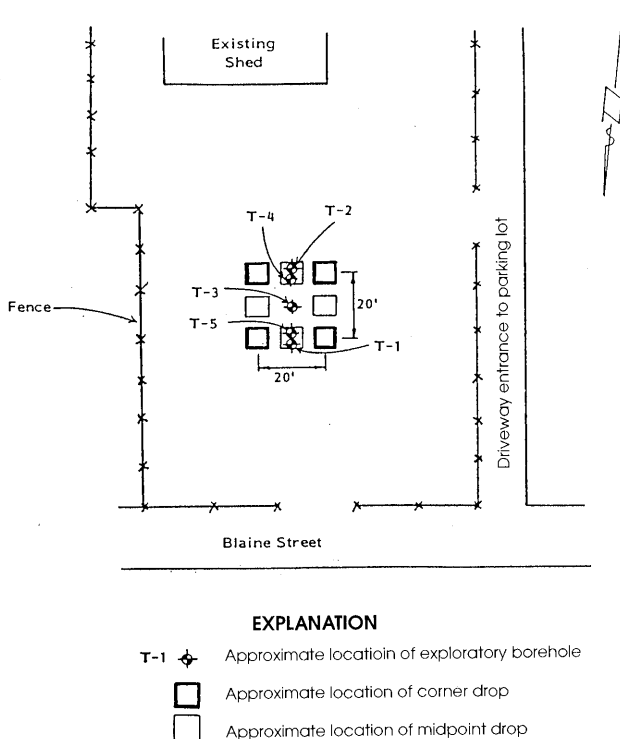 Existing
Shed
T-4
T-2
T-3
20'
Fence
T-5
T-1
20'
Driveway entrance to parking lot
Blaine Street
EXPLANATION
T-1 Approximate locatioin of exploratory borehole
Approximate location of corner drop
Approximate location of midpoint drop